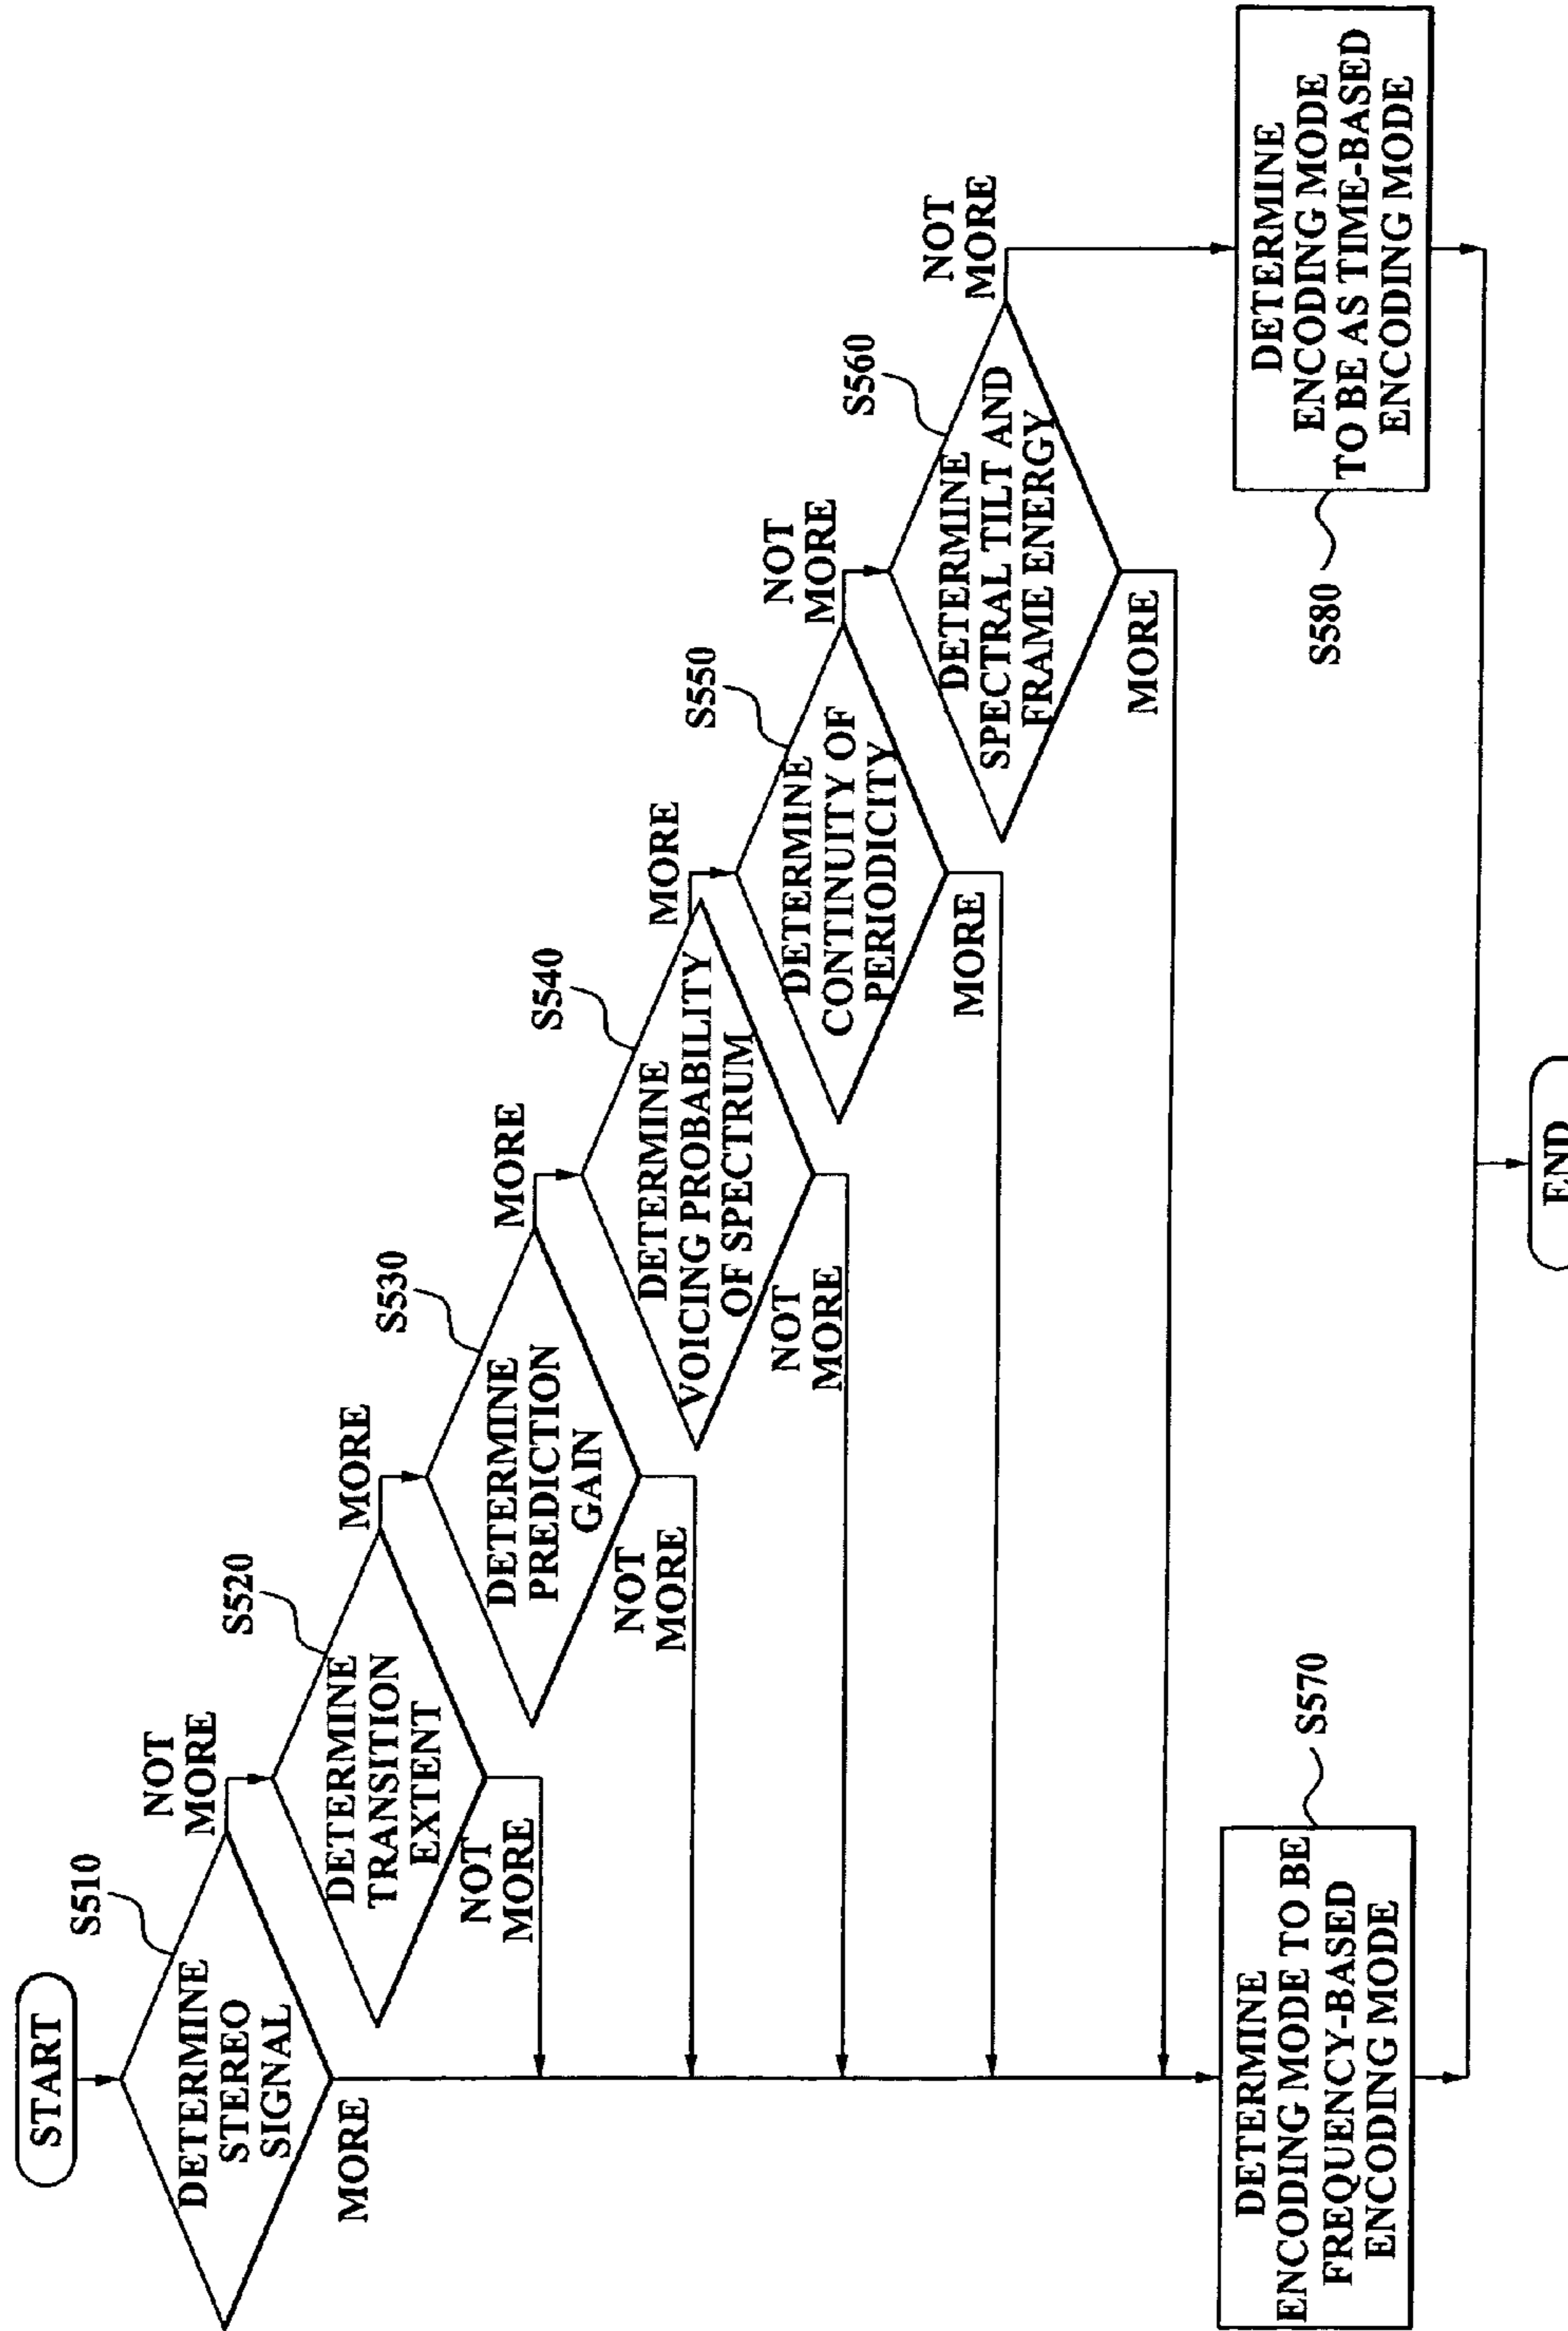 START
S510
DETERMINE
STEREO
SIGNAL
MORE
NOT
MORE
S520
DETERMINE
TRANSITION
EXTENT
NOT
MORE
MORE
S530
DETERMINE
PREDICTION
GAIN
NOT
MORE
MORE
S540
DETERMINE
VOICING PROBABILITY
OF SPECTRUM
NOT
MORE
MORE
S550
DETERMINE
CONTINUITY OF
PERIODICITY
MORE
NOT
MORE
S560
DETERMINE
SPECTRAL TILT AND
FRAME ENERGY
MORE
NOT
MORE
S570
DETERMINE
ENCODING MODE TO BE
FREQUENCY-BASED
ENCODING MODE
S580
DETERMINE
ENCODING MODE
TO BE AS TIME-BASED
ENCODING MODE
END